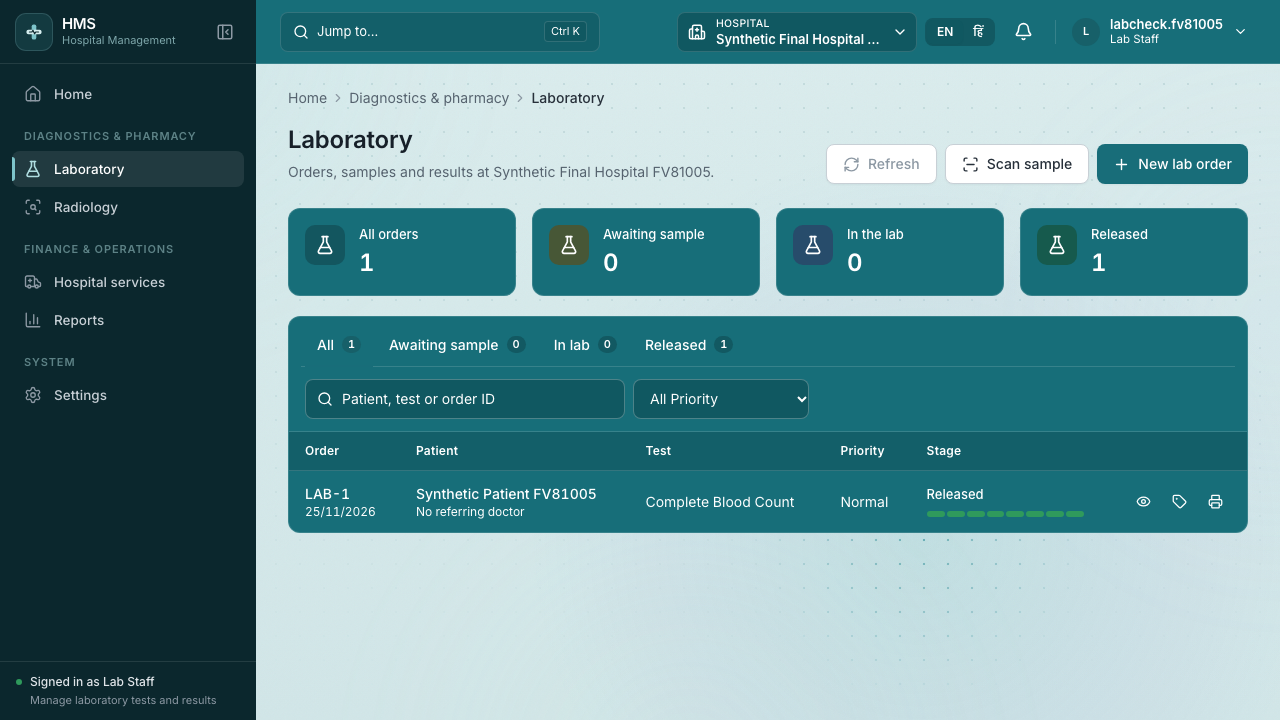 HMS
Hospital Management
Jump to...
Ctrl K
HOSPITAL
Synthetic Final Hospital ...
EN
हिं
L
labcheck.fv81005
Lab Staff
Home
DIAGNOSTICS & PHARMACY
Laboratory
Radiology
FINANCE & OPERATIONS
Hospital services
Reports
SYSTEM
Settings
Signed in as Lab Staff
Manage laboratory tests and results
Home > Diagnostics & pharmacy > Laboratory
Laboratory
Orders, samples and results at Synthetic Final Hospital FV81005.
Refresh
Scan sample
New lab order
All orders
1
Awaiting sample
0
In the lab
0
Released
1
All 1
Awaiting sample 0
In lab 0
Released 1
Patient, test or order ID
All Priority
Order Patient Test Priority Stage
LAB-1
25/11/2026
Synthetic Patient FV81005
No referring doctor
Complete Blood Count
Normal
Released